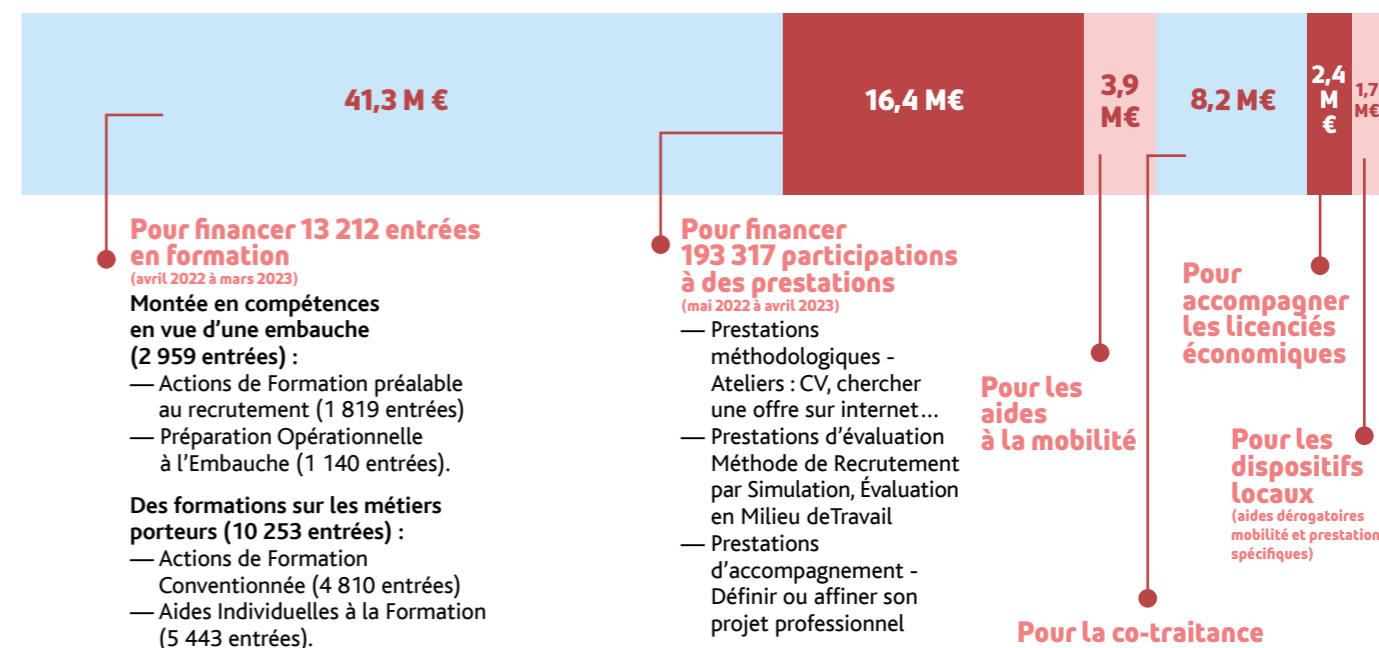 41,3 M €
16,4 M€
3,9
M€
8,2 M€
2,4
M
€
1,7
M€
Pour financer 13 212 entrées
en formation
(avril 2022 à mars 2023)
Montée en compétences
en vue d’une embauche
(2 959 entrées) :
— Actions de Formation préalable
au recrutement (1 819 entrées)
— Préparation Opérationnelle
à l’Embauche (1 140 entrées).
Des formations sur les métiers
porteurs (10 253 entrées) :
— Actions de Formation
Conventionnée (4 810 entrées)
— Aides Individuelles à la Formation
(5 443 entrées).
Pour financer
193 317 participations
à des prestations
(mai 2022 à avril 2023)
— Prestations
méthodologiques -
Ateliers : CV, chercher
une offre sur internet...
— Prestations d’évaluation
Méthode de Recrutement
par Simulation, Évaluation
en Milieu deTravail
— Prestations
d’accompagnement -
Définir ou affiner son
projet professionnel
Pour les
aides
à la mobilité
Pour la co-traitance
Pour
accompagner
les licenciés
économiques
Pour les
dispositifs
locaux
(aides dérogatoires
mobilité et prestation
spécifiques)